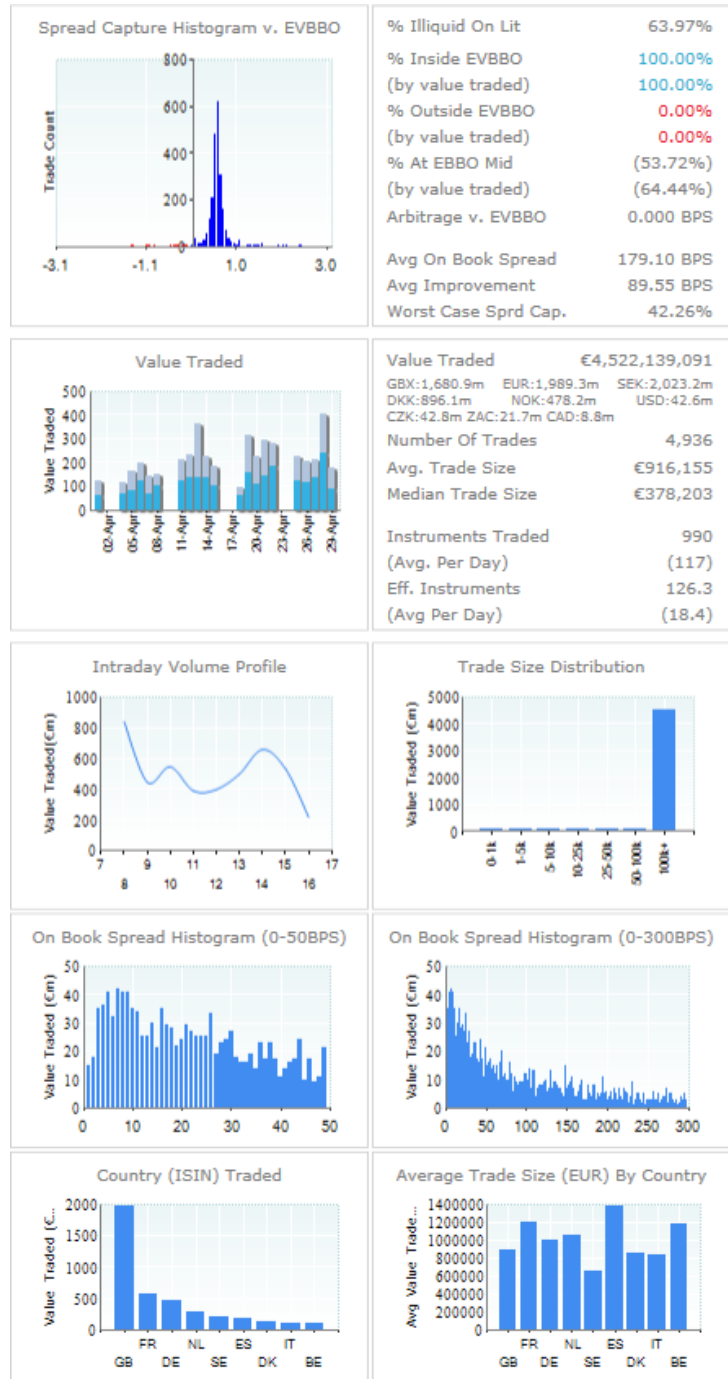 Spread Capture Histogram v. EVBBO
Trade Count
800
600
400
200
0
-3.1 -1.1 1.0 3.0
% Illiquid On Lit 63.97%
% Inside EVBBO 100.00%
(by value traded) 100.00%
% Outside EVBBO 0.00%
(by value traded) 0.00%
% At EBBO Mid (53.72%)
(by value traded) (64.44%)
Arbitrage v. EVBBO 0.000 BPS
Avg On Book Spread 179.10 BPS
Avg Improvement 89.55 BPS
Worst Case Sprd Cap. 42.26%
Value Traded
Value Traded
500
400
300
200
100
0
02-Apr 05-Apr 08-Apr 11-Apr 14-Apr 17-Apr 20-Apr 23-Apr 26-Apr 29-Apr
Value Traded €4,522,139,091
GBX:1,680.9m EUR:1,989.3m SEK:2,023.2m
DKK:896.1m NOK:478.2m USD:42.6m
CZK:42.8m ZAC:21.7m CAD:8.8m
Number Of Trades 4,936
Avg. Trade Size €916,155
Median Trade Size €378,203
Instruments Traded 990
(Avg. Per Day) (117)
Eff. Instruments 126.3
(Avg Per Day) (18.4)
Intraday Volume Profile
Value Traded(€m)
1000
800
600
400
200
0
7 9 11 13 15 17
8 10 12 14 16
Trade Size Distribution
Value Traded (€m)
5000
4000
3000
2000
1000
0
0-1k 1-5k 5-10k 10-25k 25-50k 50-100k 100k+
On Book Spread Histogram (0-50BPS)
Value Traded (€m)
50
40
30
20
10
0
0 10 20 30 40 50
On Book Spread Histogram (0-300BPS)
Value Traded (€m)
50
40
30
20
10
0
0 50 100 150 200 250 300
Country (ISIN) Traded
Value Traded (€...
2000
1500
1000
500
0
FR NL ES IT
GB DE SE DK BE
Average Trade Size (EUR) By Country
Avg Value Trade...
1400000
1200000
1000000
800000
600000
400000
200000
0
FR NL ES IT
GB DE SE DK BE